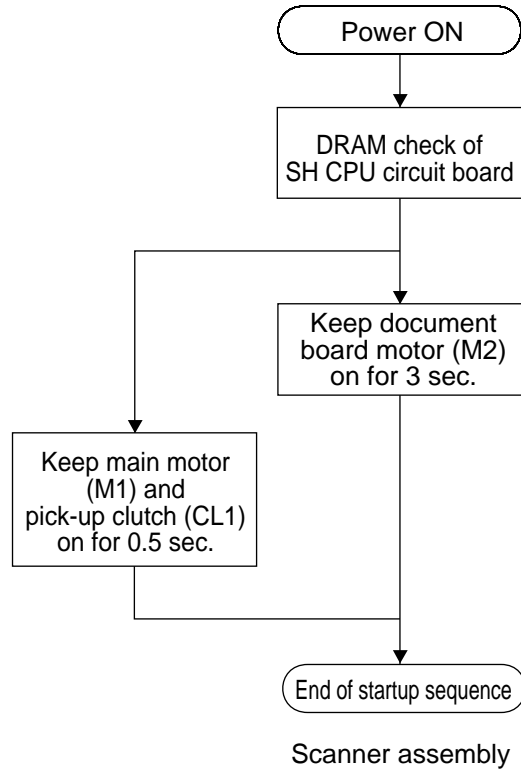 Power ON
DRAM check of
SH CPU circuit board
Keep document
board motor (M2)
on for 3 sec.
Keep main motor
(M1) and
pick-up clutch (CL1)
on for 0.5 sec.
End of startup sequence
Scanner assembly